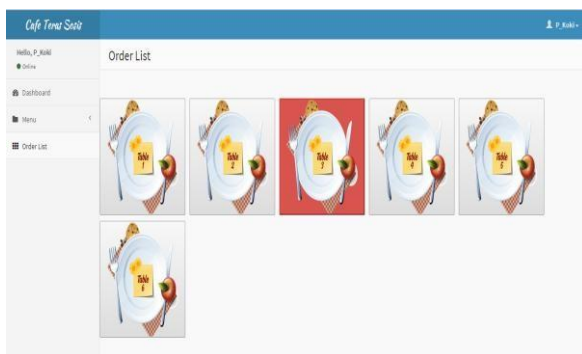 Cafe Teras Sosis
P_Koki
Hello, P_Koki
Online
Order List
Dashboard
Menu
Order List
Table
1
Table
2
Table
3
Table
4
Table
5
Table
6